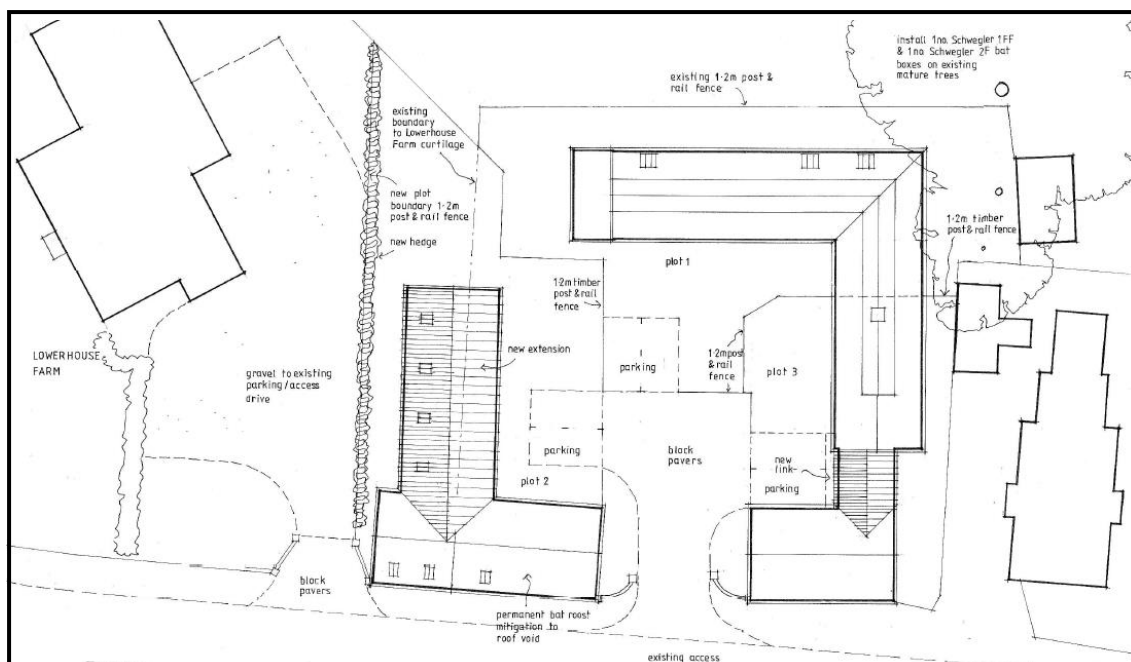 install 1no. Schwegler 1FF
& 1no Schwegler 2F bat
boxes on existing
mature trees
existing 1·2m post &
rail fence
existing
boundary
to Lowerhouse
Farm curtilage
new plot
boundary 1·2m
post & rail fence
new hedge
1·2m timber
post & rail fence
plot 1
1·2m timber
post & rail
fence
new extension
LOWERHOUSE
FARM
gravel to existing
parking/access
drive
parking
1·2m post
& rail
fence
plot 3
parking
block
pavers
new
link
parking
plot 2
block
pavers
permanent bat roost
mitigation to
roof void
existing access